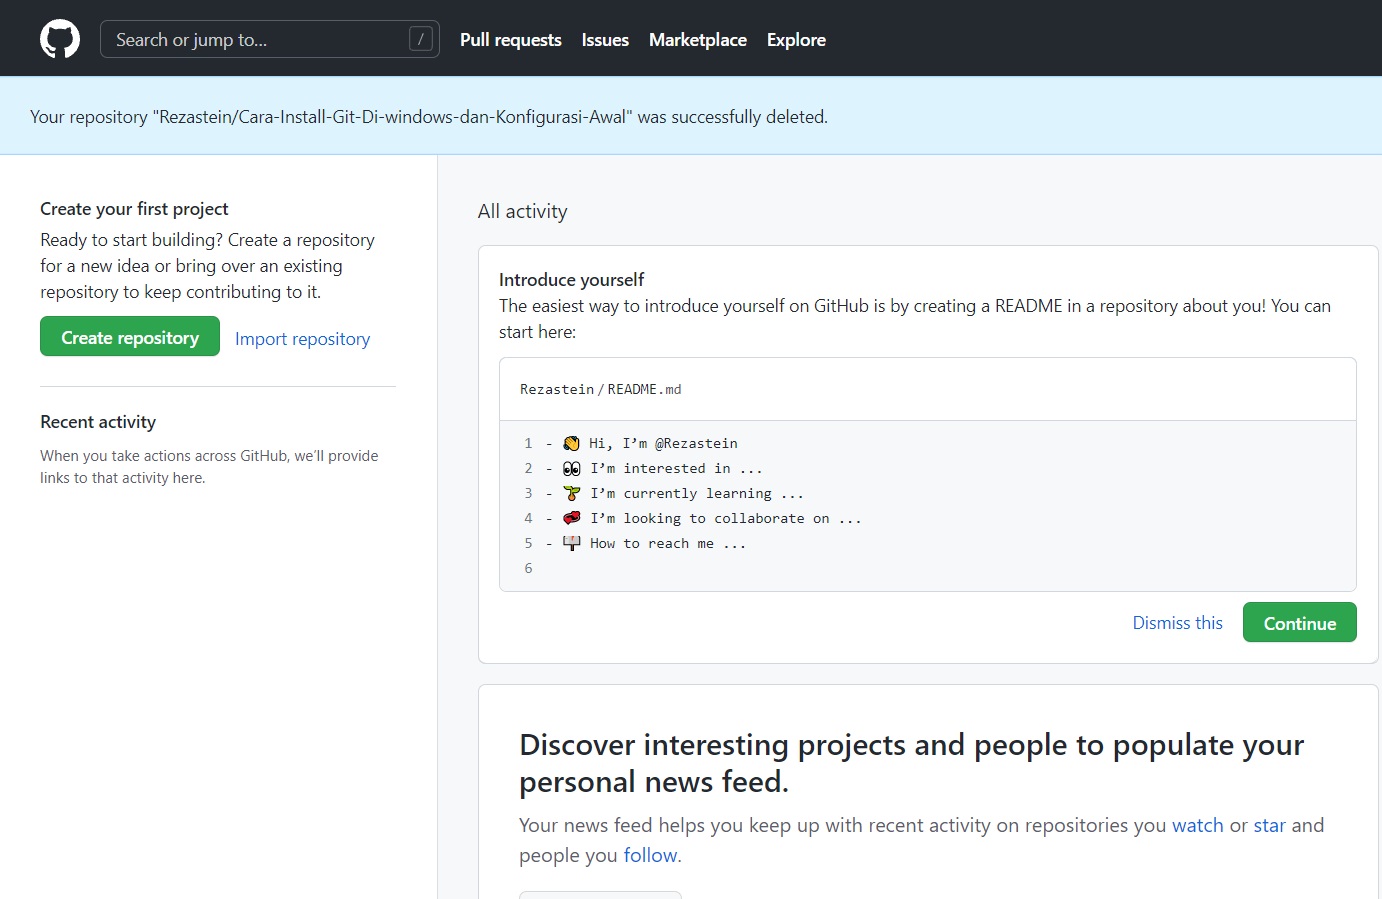 Search or jump to... /
Pull requests
Issues
Marketplace
Explore
Your repository "Rezastein/Cara-Install-Git-Di-windows-dan-Konfigurasi-Awal" was successfully deleted.
Create your first project
Ready to start building? Create a repository
for a new idea or bring over an existing
repository to keep contributing to it.
Create repository
Import repository
Recent activity
When you take actions across GitHub, we’ll provide
links to that activity here.
All activity
Introduce yourself
The easiest way to introduce yourself on GitHub is by creating a README in a repository about you! You can
start here:
Rezastein / README.md
1 - 👋 Hi, I’m @Rezastein
2 - 👀 I’m interested in ...
3 - 🌱 I’m currently learning ...
4 - 💞️ I’m looking to collaborate on ...
5 - 📫 How to reach me ...
6
Dismiss this
Continue
Discover interesting projects and people to populate your
personal news feed.
Your news feed helps you keep up with recent activity on repositories you watch or star and
people you follow.